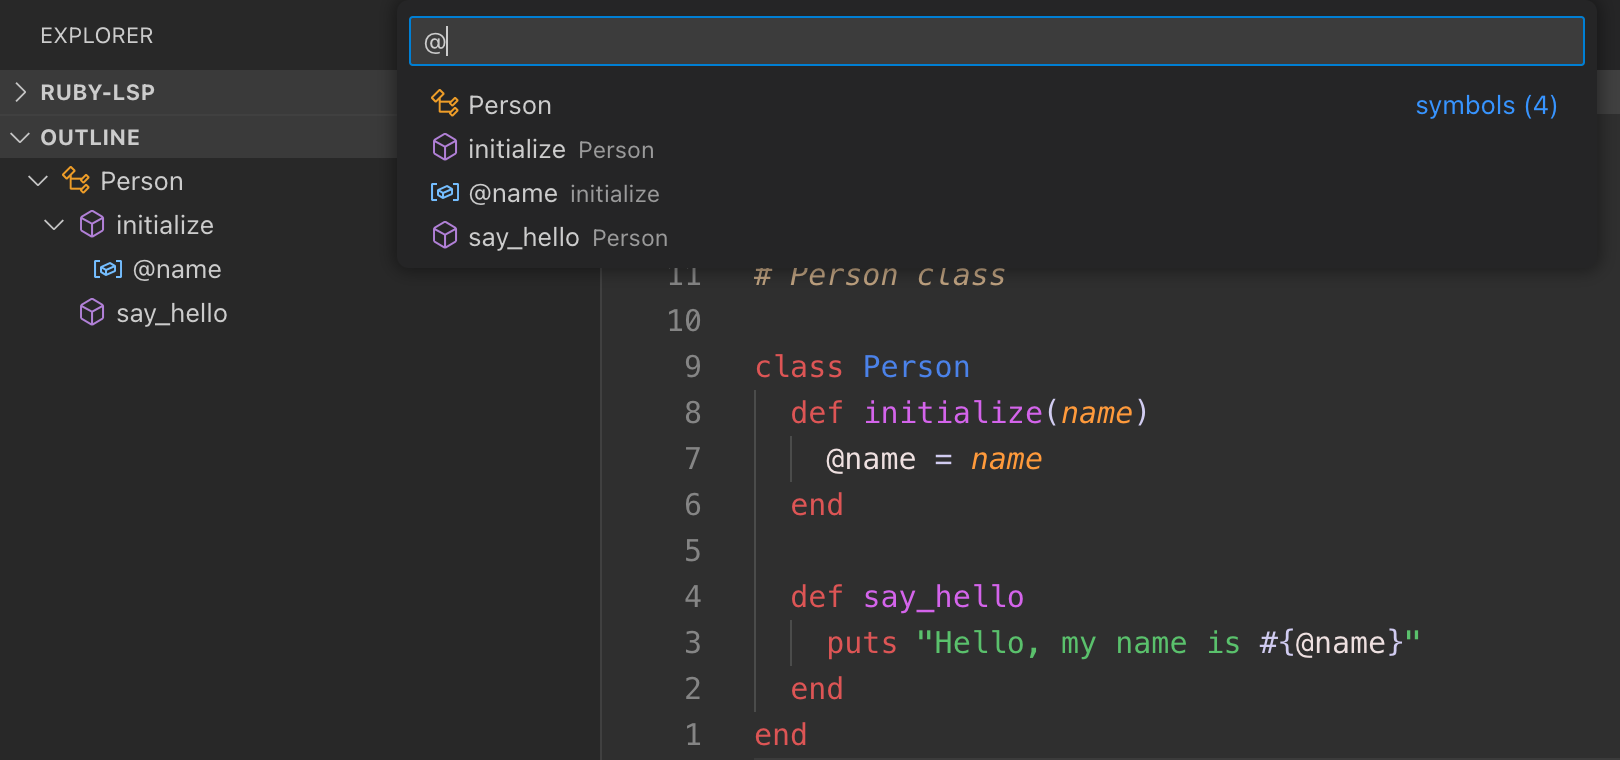 EXPLORER
RUBY-LSP
OUTLINE
Person
initialize
@name
say_hello
@
Person symbols (4)
initialize Person
@name initialize
say_hello Person
11 # Person class
10
9 class Person
8 def initialize(name)
7 @name = name
6 end
5
4 def say_hello
3 puts "Hello, my name is #{@name}"
2 end
1 end